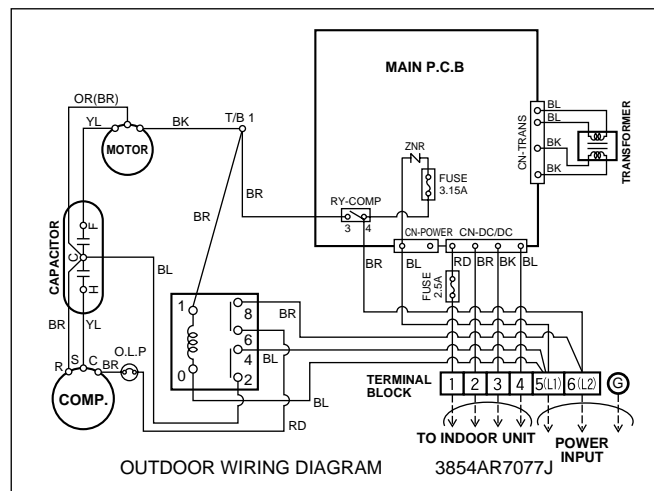 MAIN P.C.B
OR(BR)
YL
BK
T/B 1
MOTOR
ZNR
FUSE
3.15A
CN-TRANS
BL
BL
BK
BK
TRANSFORMER
BR
BR
RY-COMP
3 4
CN-POWER CN-DC/DC
CAPACITOR
F
C
H
BL
BR
BL
RD BR BK BL
FUSE
2.5A
BR
YL
R S C
BR
O.L.P
COMP.
1
0
8
6
4
2
BR
BL
BL
RD
TERMINAL
BLOCK
1 2 3 4 5(L1) 6(L2) G
TO INDOOR UNIT
POWER
INPUT
OUTDOOR WIRING DIAGRAM 3854AR7077J